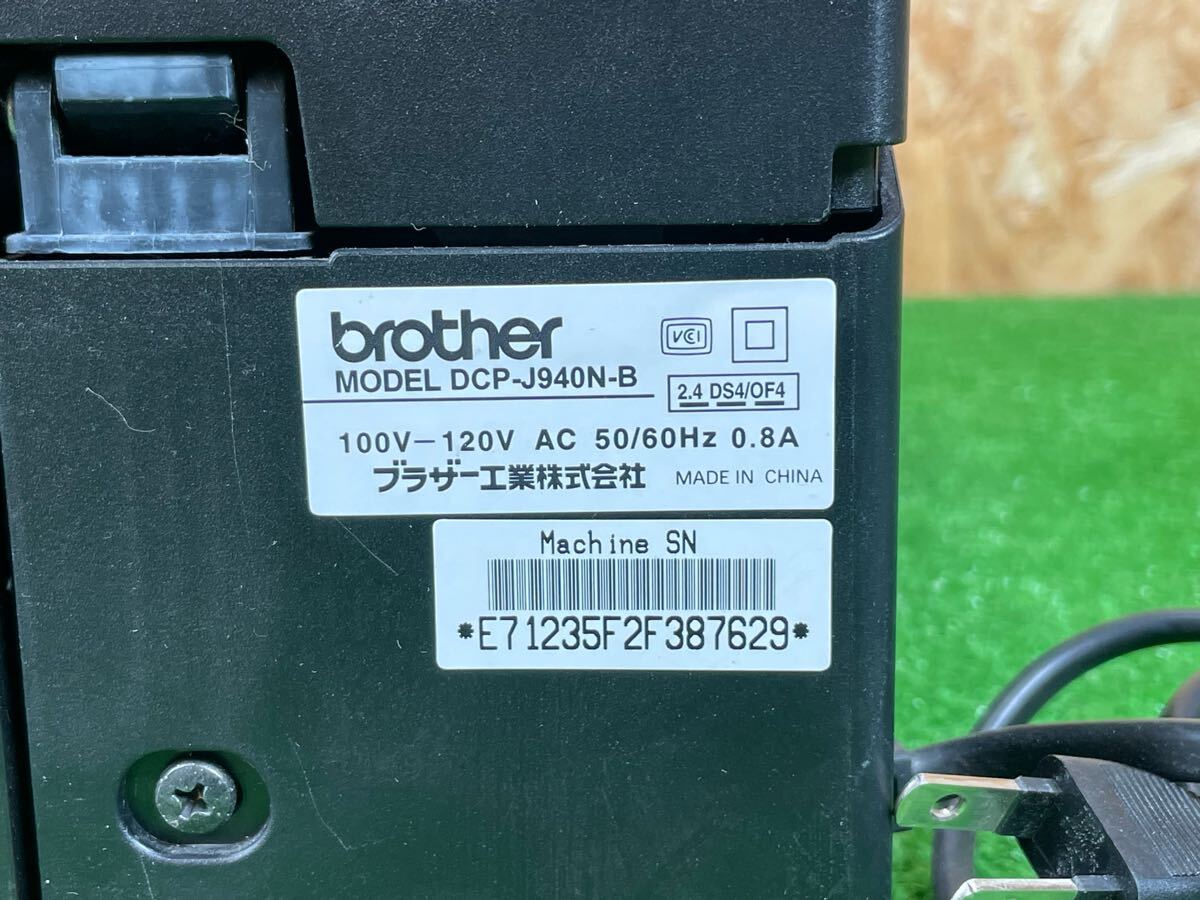 brother
VCI
MODEL DCP-J940N-B
2.4 DS4/OF4
100V-120V AC 50/60Hz 0.8A
ブラザー工業株式会社 MADE IN CHINA
Machine SN
*E71235F2F387629*